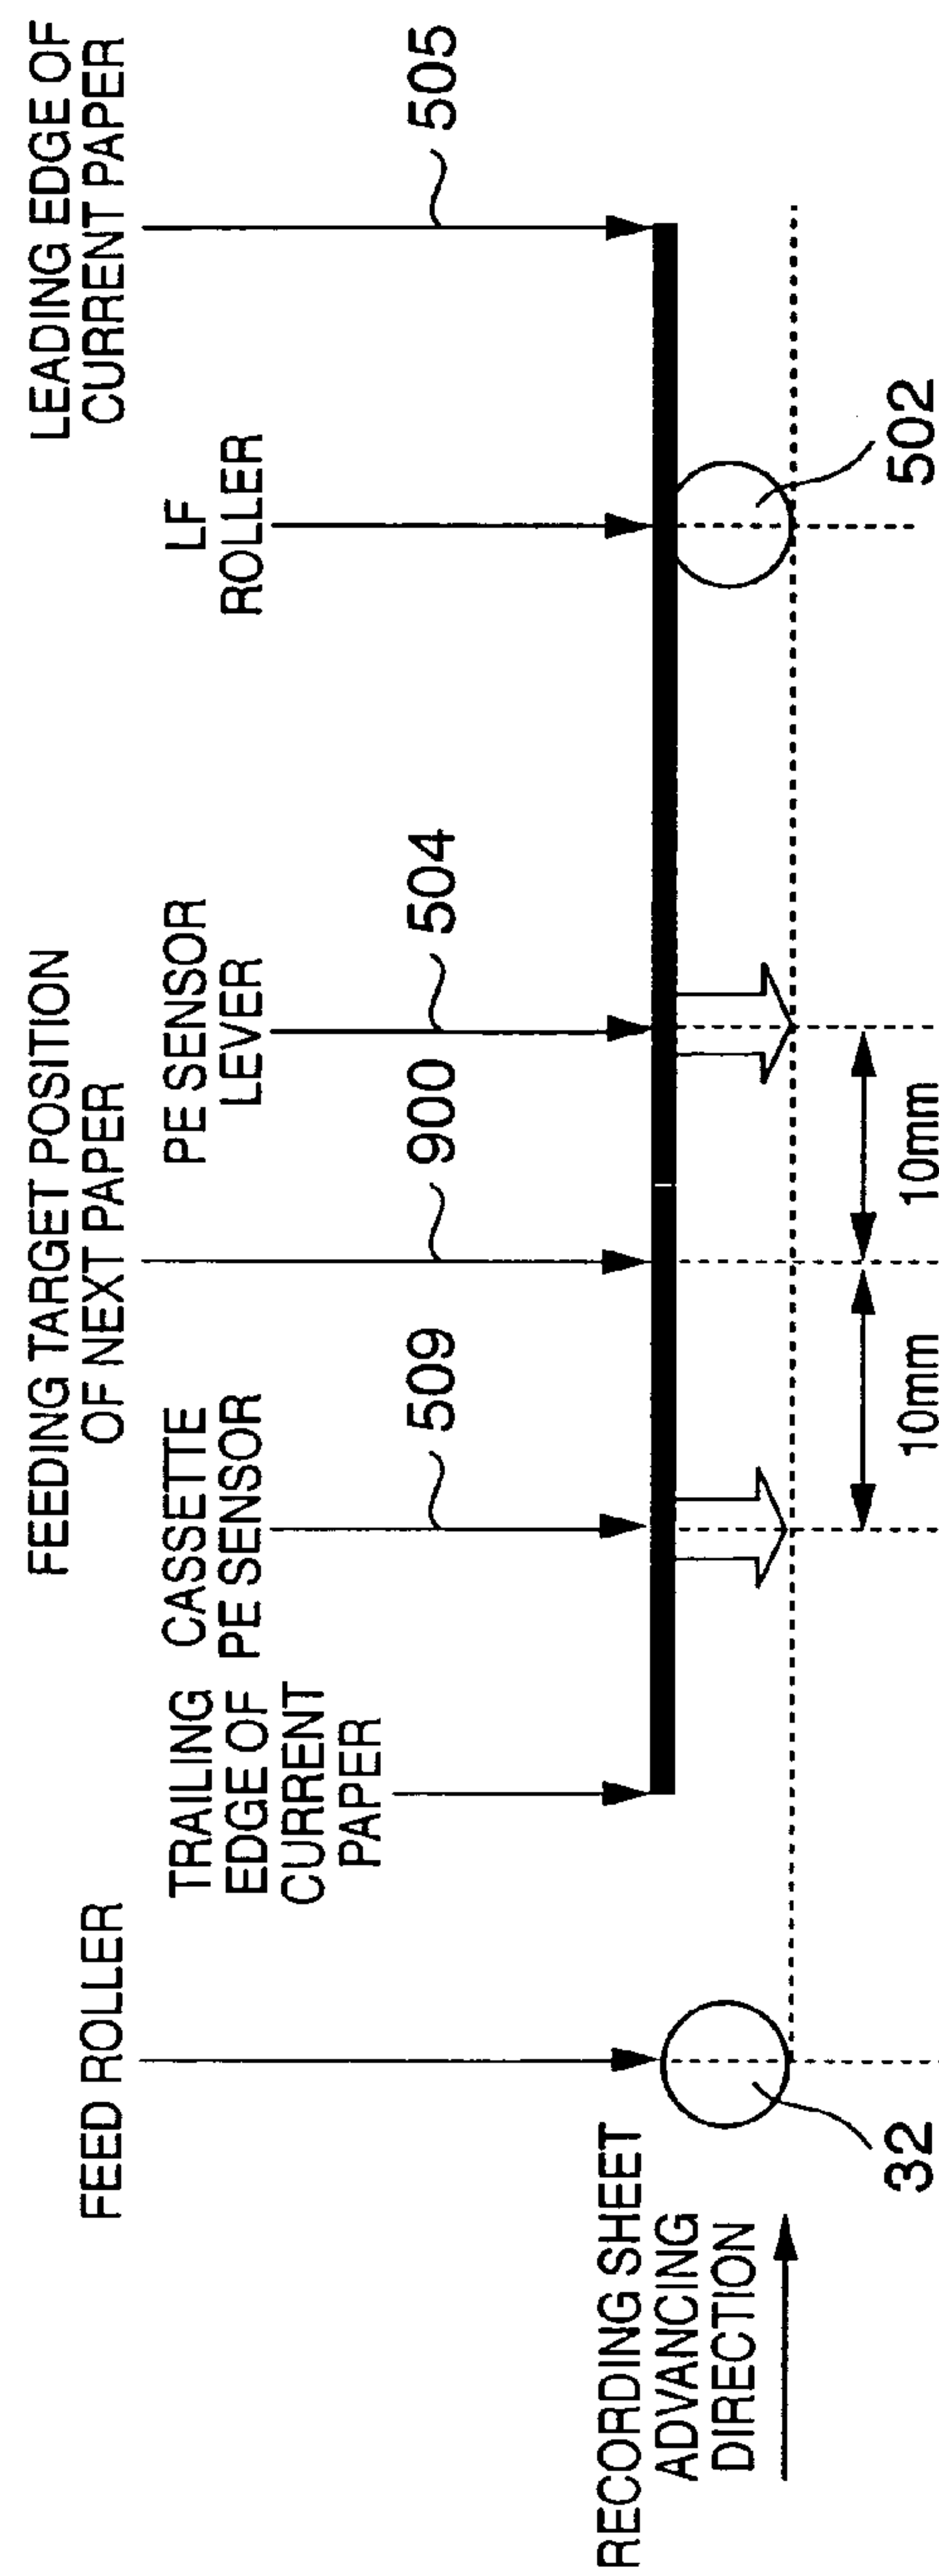 FEED ROLLER
TRAILING
EDGE OF
CURRENT
PAPER
CASSETTE
PE SENSOR
509
FEEDING TARGET POSITION
OF NEXT PAPER
900
PE SENSOR
LEVER
504
LF
ROLLER
LEADING EDGE OF
CURRENT PAPER
505
RECORDING SHEET
ADVANCING
DIRECTION
32
10mm
10mm
502